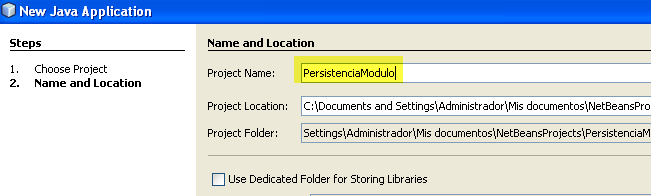 New Java Application
Steps
1. Choose Project
2. Name and Location
Name and Location
Project Name: PersistenciaModulo
Project Location: C:\Documents and Settings\Administrador\Mis documentos\NetBeansPro
Project Folder: Settings\Administrador\Mis documentos\NetBeansProjects\PersistenciaM
Use Dedicated Folder for Storing Libraries